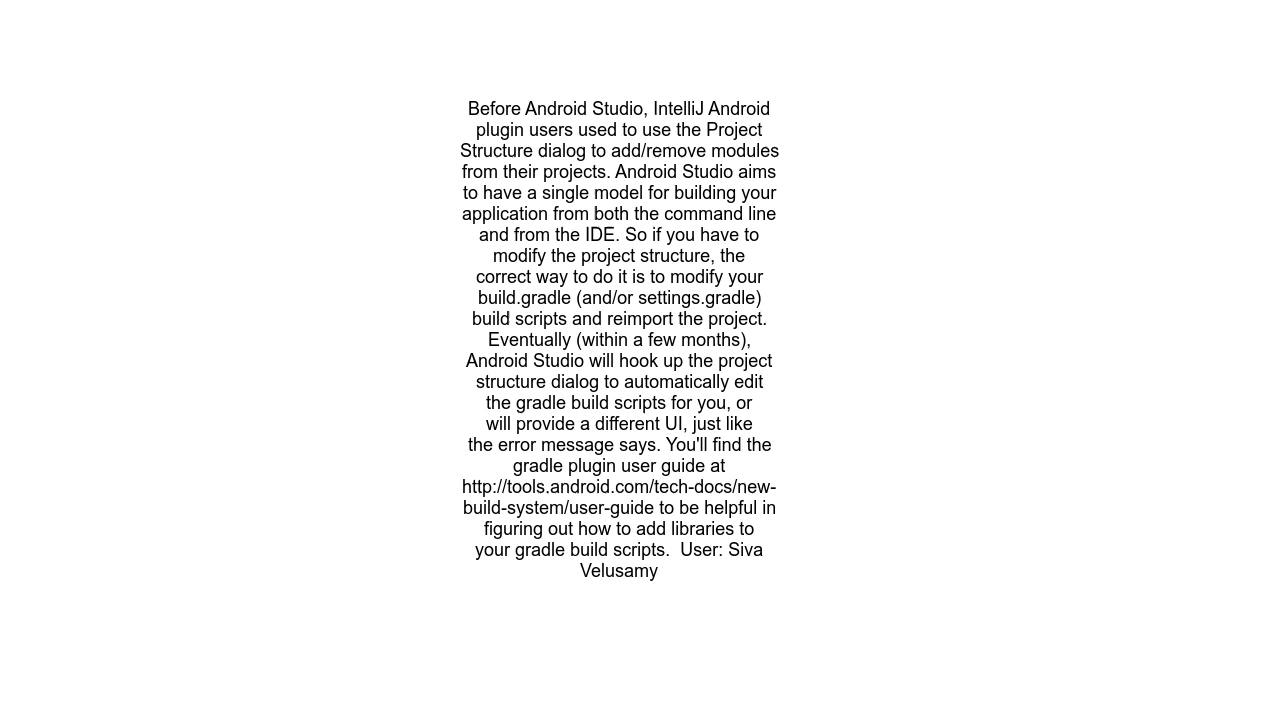 Before Android Studio, IntelliJ Android
plugin users used to use the Project
Structure dialog to add/remove modules
from their projects. Android Studio aims
to have a single model for building your
application from both the command line
and from the IDE. So if you have to
modify the project structure, the
correct way to do it is to modify your
build.gradle (and/or settings.gradle)
build scripts and reimport the project.
Eventually (within a few months),
Android Studio will hook up the project
structure dialog to automatically edit
the gradle build scripts for you, or
will provide a different UI, just like
the error message says. You'll find the
gradle plugin user guide at
http://tools.android.com/tech-docs/new-
build-system/user-guide to be helpful in
figuring out how to add libraries to
your gradle build scripts.  User: Siva
Velusamy